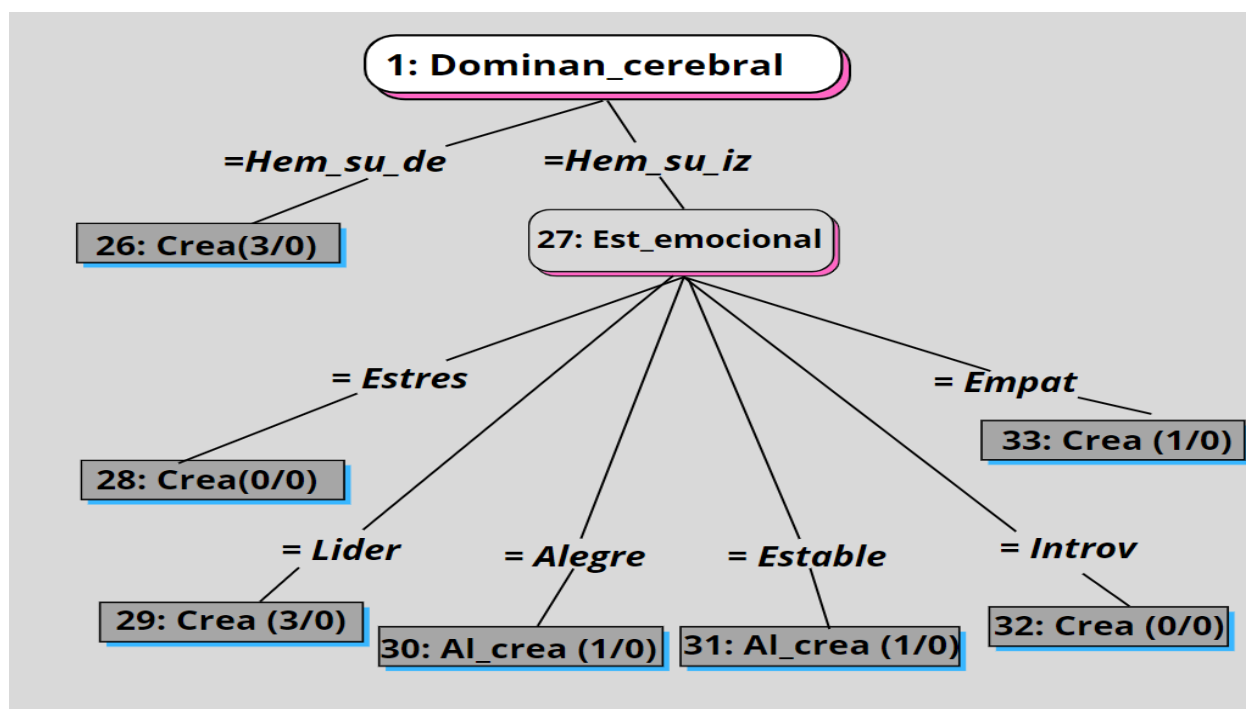 1: Dominan_cerebral
=Hem_su_de
=Hem_su_iz
26: Crea(3/0)
27: Est_emocional
= Estres
= Empat
33: Crea (1/0)
28: Crea(0/0)
= Lider
= Alegre
= Estable
= Introv
29: Crea (3/0)
30: Al_crea (1/0)
31: Al_crea (1/0)
32: Crea (0/0)